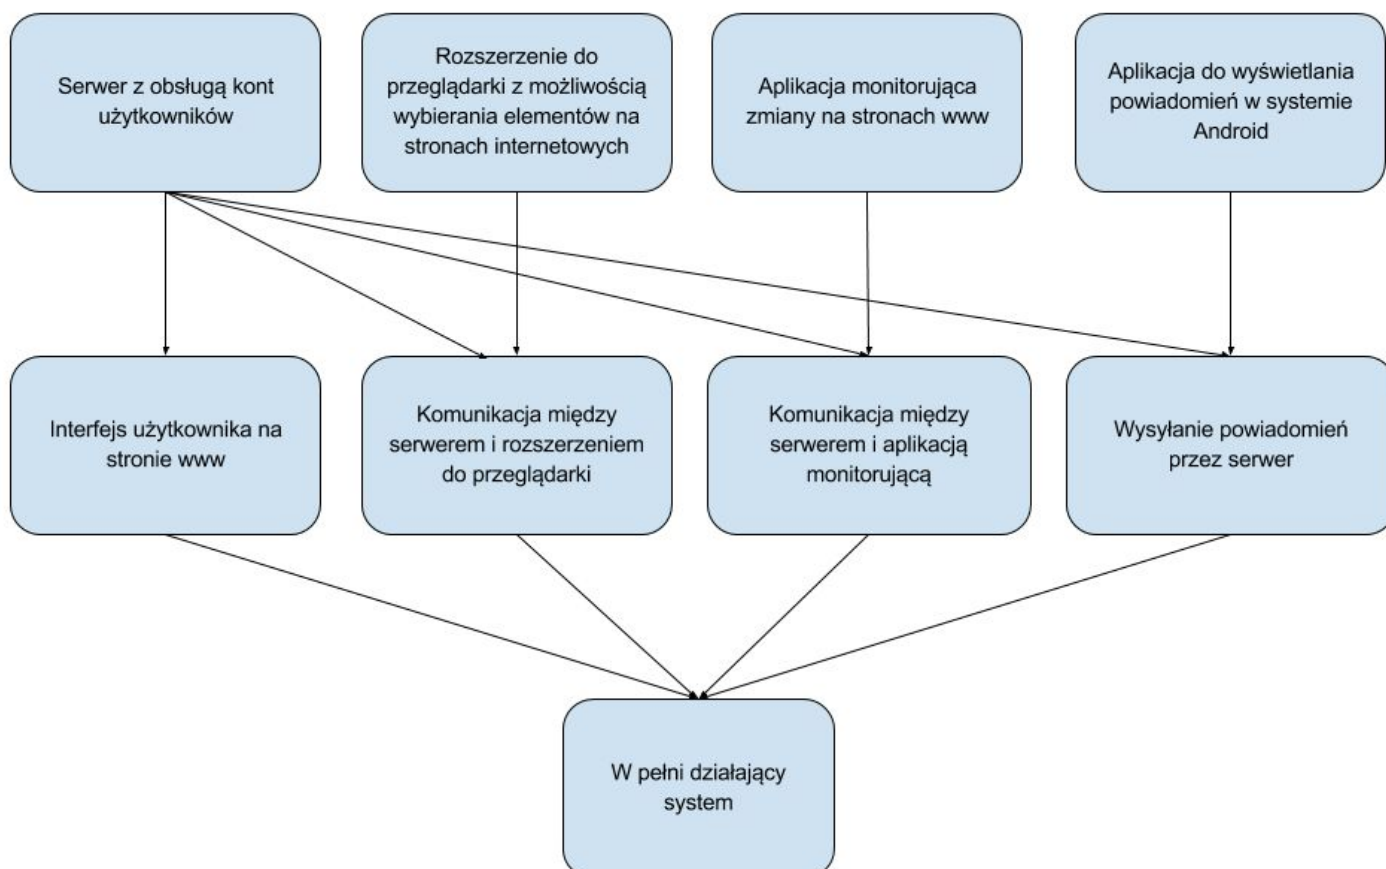 Serwer z obsługą kont
użytkowników
Rozszerzenie do
przeglądarki z możliwością
wybierania elementów na
stronach internetowych
Aplikacja monitorująca
zmiany na stronach www
Aplikacja do wyświetlania
powiadomień w systemie
Android
Interfejs użytkownika na
stronie www
Komunikacja między
serwerem i rozszerzeniem
do przeglądarki
Komunikacja między
serwerem i aplikacją
monitorującą
Wysyłanie powiadomień
przez serwer
W pełni działający
system